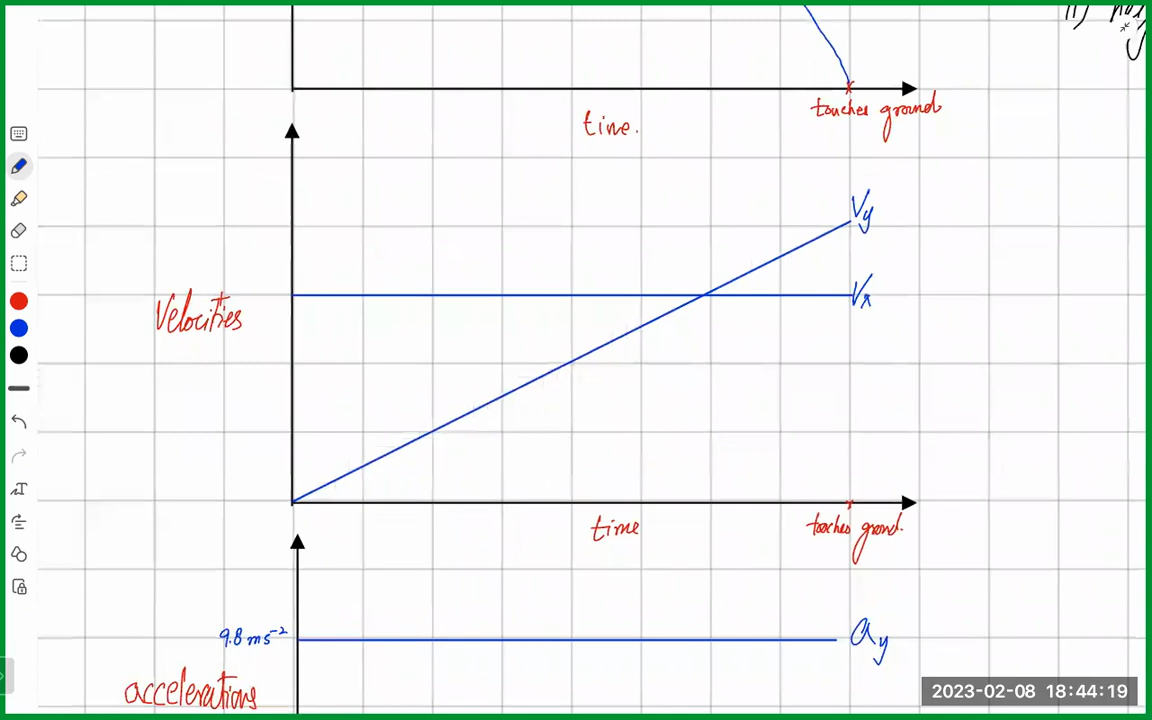 touches ground
time.
Vy
Velocities
Vx
time
touches ground.
9.8 ms⁻²
ay
accelerations
2023-02-08 18:44:19